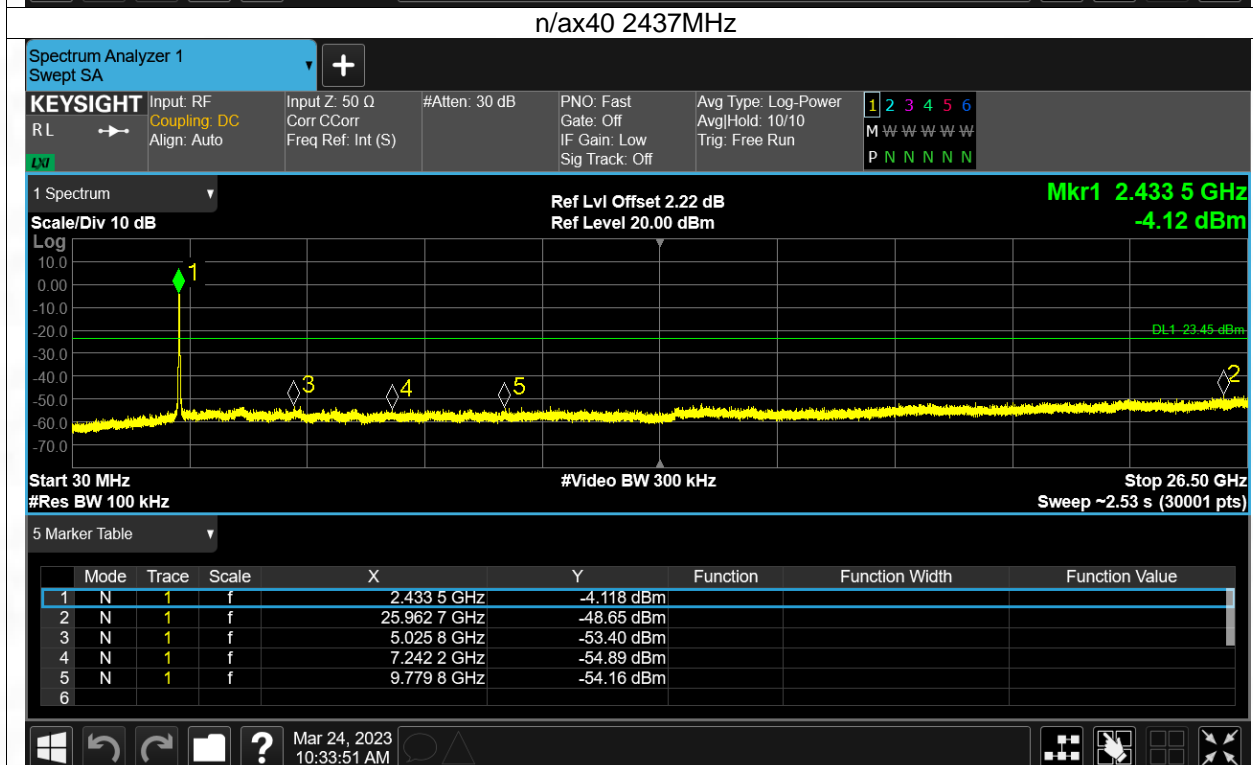 n/ax40 2437MHz
Spectrum Analyzer 1
Swept SA
+
KEYSIGHT
RL
LXI
Input: RF
Coupling: DC
Align: Auto
Input Z: 50 Ω
Corr CCorr
Freq Ref: Int (S)
#Atten: 30 dB
PNO: Fast
Gate: Off
IF Gain: Low
Sig Track: Off
Avg Type: Log-Power
Avg|Hold: 10/10
Trig: Free Run
1 2 3 4 5 6
M W W W W W
P N N N N N
1 Spectrum
Scale/Div 10 dB
Ref Lvl Offset 2.22 dB
Ref Level 20.00 dBm
Mkr1 2.433 5 GHz
-4.12 dBm
Log
10.0
0.00
-10.0
-20.0
-30.0
-40.0
-50.0
-60.0
-70.0
1
DL1 -23.45 dBm
3
4
5
2
Start 30 MHz
#Video BW 300 kHz
Stop 26.50 GHz
#Res BW 100 kHz
Sweep ~2.53 s (30001 pts)
5 Marker Table
Mode Trace Scale X Y Function Function Width Function Value
1 N 1 f 2.433 5 GHz -4.118 dBm
2 N 1 f 25.962 7 GHz -48.65 dBm
3 N 1 f 5.025 8 GHz -53.40 dBm
4 N 1 f 7.242 2 GHz -54.89 dBm
5 N 1 f 9.779 8 GHz -54.16 dBm
6
?
Mar 24, 2023
10:33:51 AM